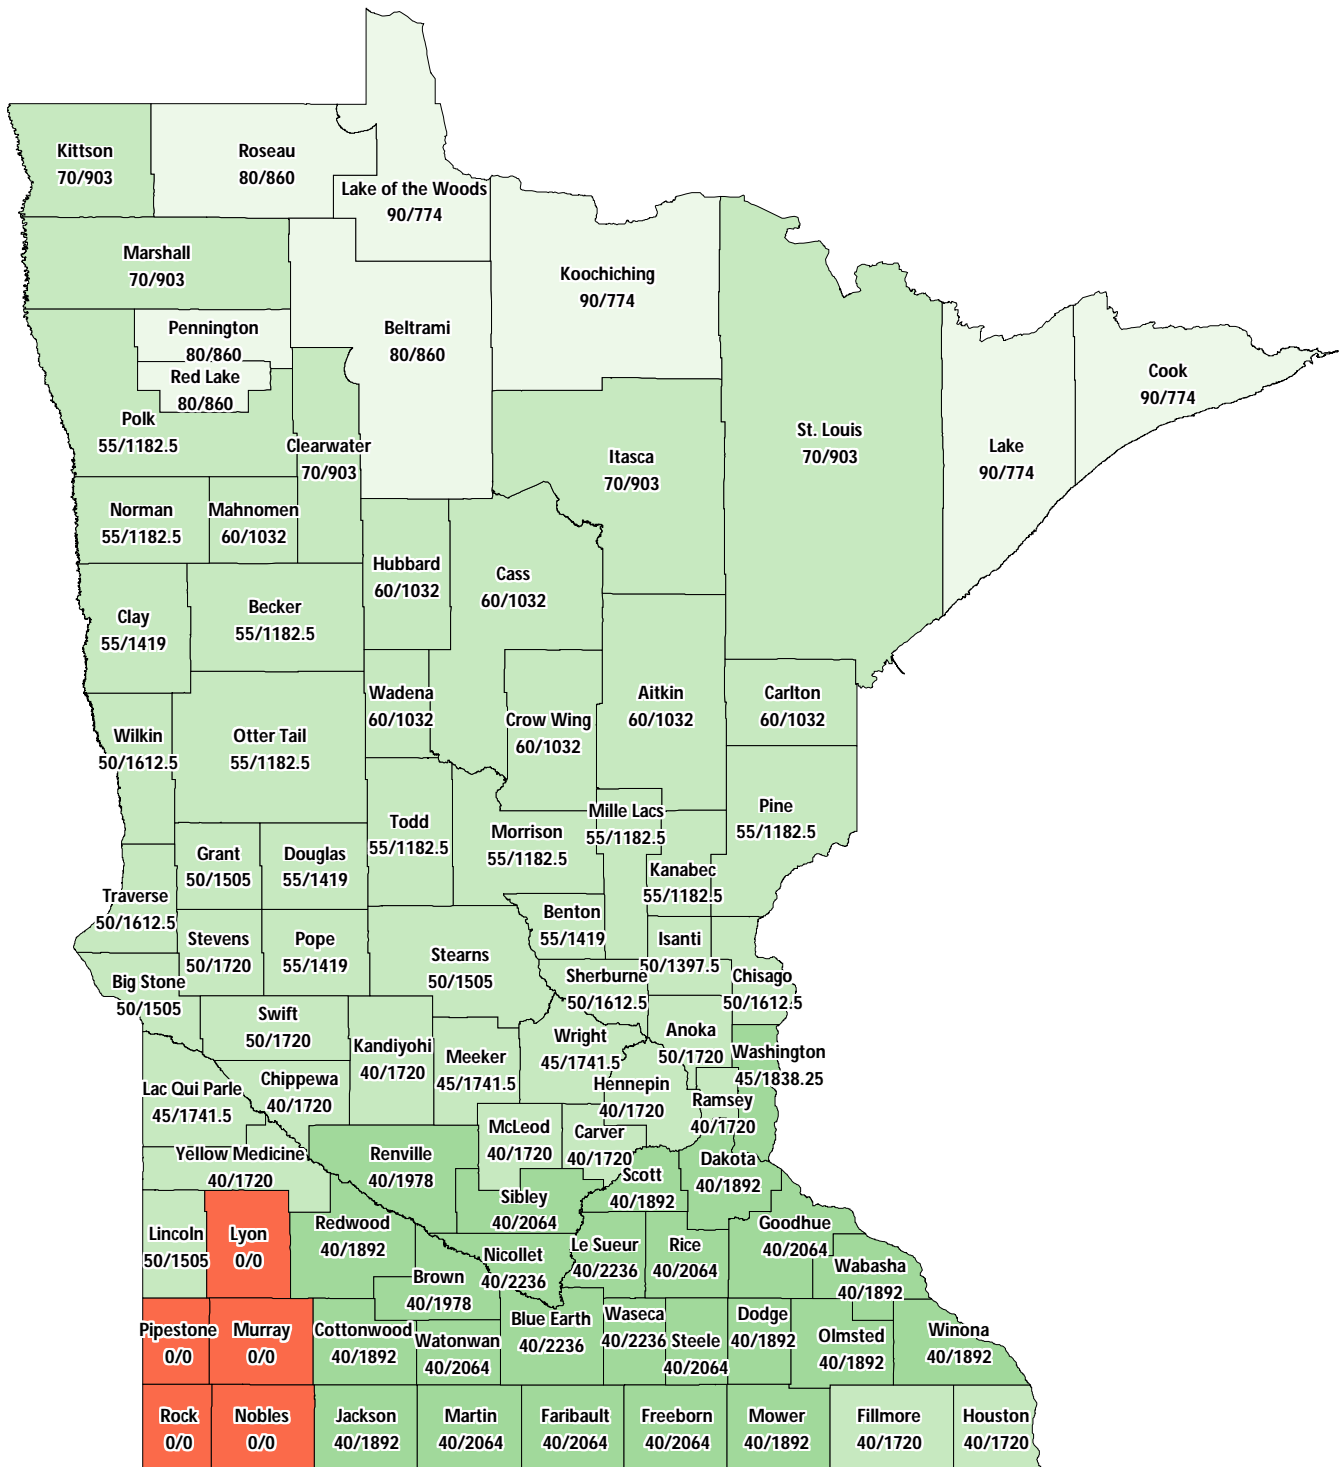 Kittson
70/903
Roseau
80/860
Lake of the Woods
90/774
Marshall
70/903
Koochiching
90/774
Pennington
80/860
Beltrami
80/860
Red Lake
80/860
Cook
90/774
Polk
55/1182.5
Clearwater
70/903
St. Louis
70/903
Lake
90/774
Itasca
70/903
Norman
55/1182.5
Mahnomen
60/1032
Hubbard
60/1032
Cass
60/1032
Clay
55/1419
Becker
55/1182.5
Wadena
60/1032
Aitkin
60/1032
Carlton
60/1032
Crow Wing
60/1032
Wilkin
50/1612.5
Otter Tail
55/1182.5
Todd
55/1182.5
Morrison
55/1182.5
Mille Lacs
55/1182.5
Pine
55/1182.5
Grant
50/1505
Douglas
55/1419
Kanabec
55/1182.5
Traverse
50/1612.5
Benton
55/1419
Stevens
50/1720
Pope
55/1419
Stearns
50/1505
Isanti
50/1397.5
Big Stone
50/1505
Sherburne
50/1612.5
Chisago
50/1612.5
Swift
50/1720
Kandiyohi
40/1720
Meeker
45/1741.5
Wright
45/1741.5
Anoka
50/1720
Washington
45/1838.25
Lac Qui Parle
45/1741.5
Chippewa
40/1720
Hennepin
40/1720
Ramsey
40/1720
McLeod
40/1720
Carver
40/1720
Yellow Medicine
40/1720
Renville
40/1978
Scott
40/1892
Dakota
40/1892
Sibley
40/2064
Lincoln
50/1505
Lyon
0/0
Redwood
40/1892
Nicollet
40/2236
Le Sueur
40/2236
Rice
40/2064
Goodhue
40/2064
Wabasha
40/1892
Brown
40/1978
Pipestone
0/0
Murray
0/0
Cottonwood
40/1892
Watonwan
40/2064
Blue Earth
40/2236
Waseca
40/2236
Steele
40/2064
Dodge
40/1892
Olmsted
40/1892
Winona
40/1892
Rock
0/0
Nobles
0/0
Jackson
40/1892
Martin
40/2064
Faribault
40/2064
Freeborn
40/2064
Mower
40/1892
Fillmore
40/1720
Houston
40/1720